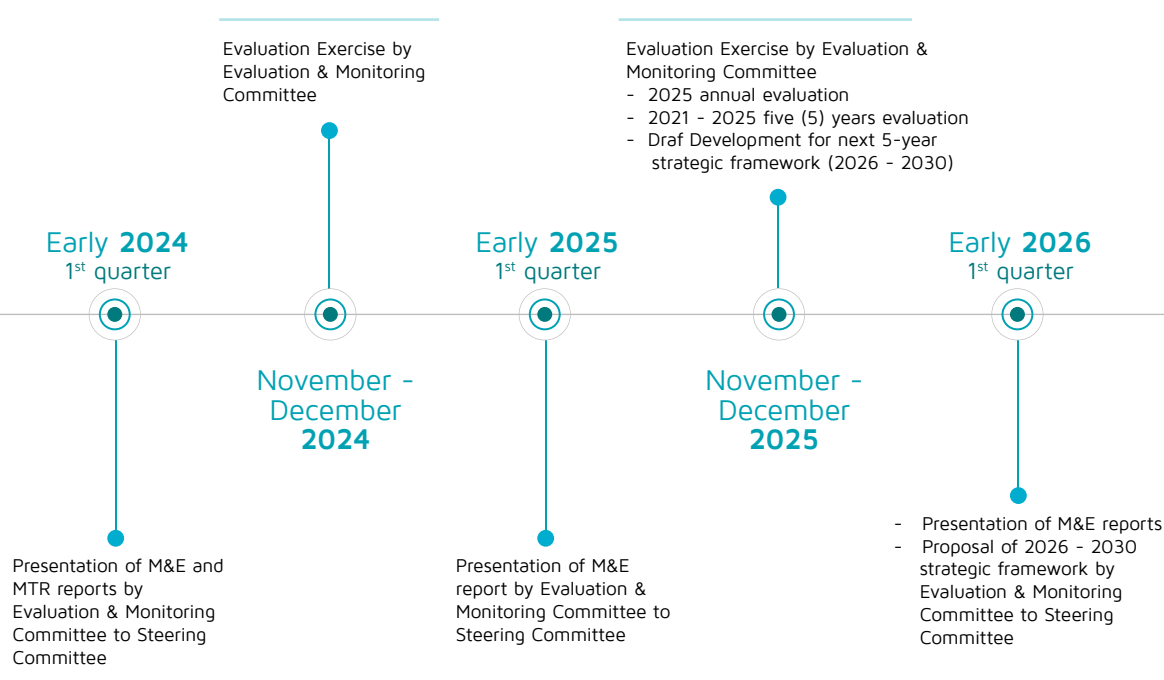 Evaluation Exercise by
Evaluation & Monitoring
Committee
Evaluation Exercise by Evaluation &
Monitoring Committee
- 2025 annual evaluation
- 2021 - 2025 five (5) years evaluation
- Draf Development for next 5-year
strategic framework (2026 - 2030)
Early 2024
1st quarter
Early 2025
1st quarter
Early 2026
1st quarter
November -
December
2024
November -
December
2025
Presentation of M&E and
MTR reports by
Evaluation & Monitoring
Committee to Steering
Committee
Presentation of M&E
report by Evaluation &
Monitoring Committee to
Steering Committee
- Presentation of M&E reports
- Proposal of 2026 - 2030
strategic framework by
Evaluation & Monitoring
Committee to Steering
Committee